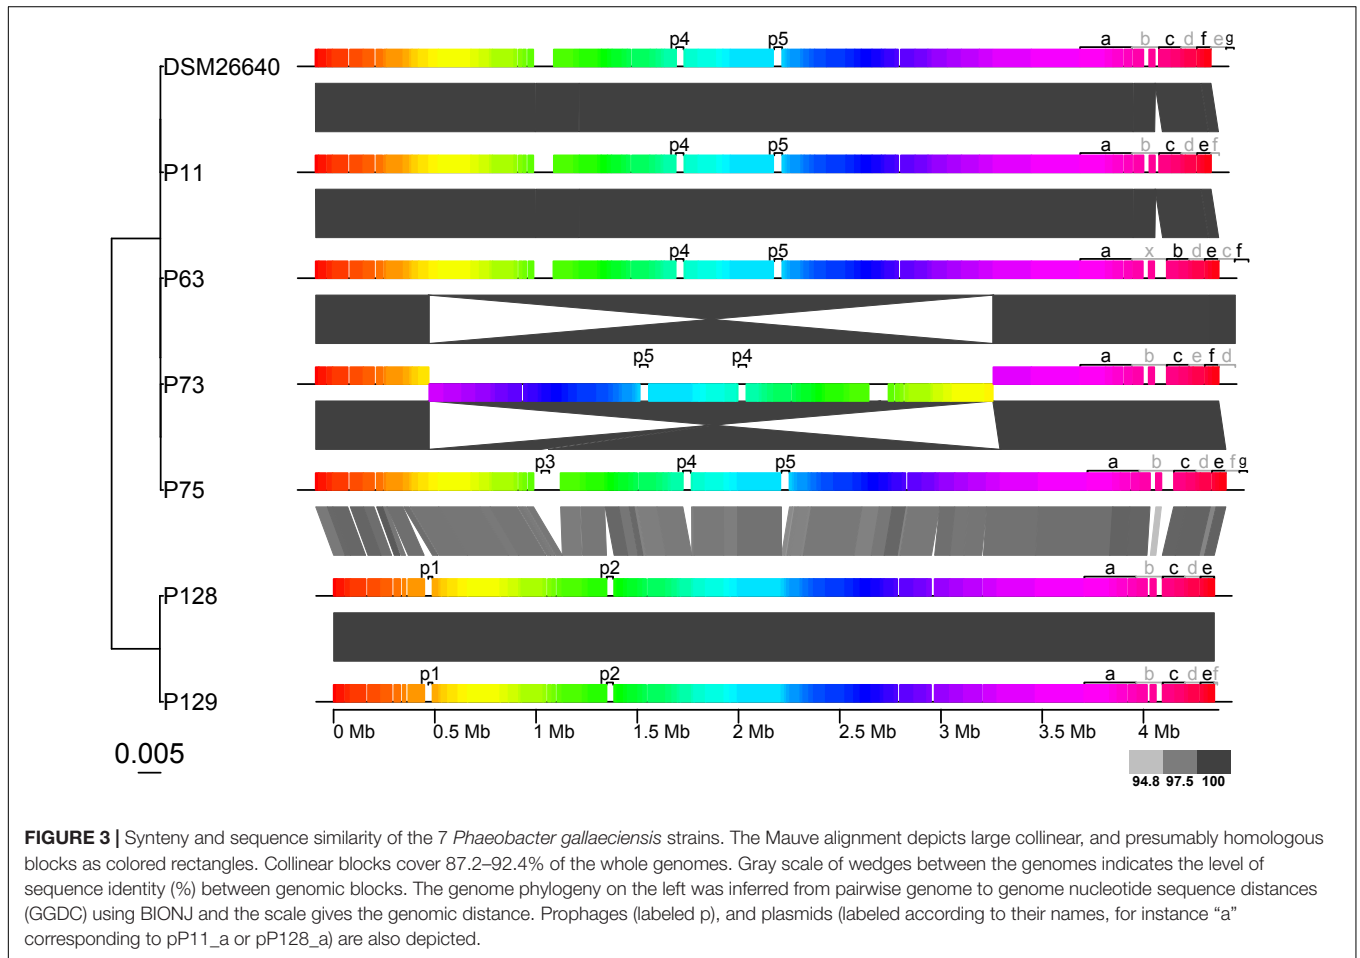 p4 p5 a b c d f e g
DSM26640
p4 p5 a b c d e f
P11
p4 p5 a x b d e c f
P63
p5 p4 a b c e f d
P73
p3 p4 p5 a b c d e f g
P75
p1 p2 a b c d e
P128
p1 p2 a b c d e f
P129
0 Mb 0.5 Mb 1 Mb 1.5 Mb 2 Mb 2.5 Mb 3 Mb 3.5 Mb 4 Mb
0.005
94.8 97.5 100
FIGURE 3 | Synteny and sequence similarity of the 7 Phaeobacter gallaeciensis strains. The Mauve alignment depicts large collinear, and presumably homologous
blocks as colored rectangles. Collinear blocks cover 87.2–92.4% of the whole genomes. Gray scale of wedges between the genomes indicates the level of
sequence identity (%) between genomic blocks. The genome phylogeny on the left was inferred from pairwise genome to genome nucleotide sequence distances
(GGDC) using BIONJ and the scale gives the genomic distance. Prophages (labeled p), and plasmids (labeled according to their names, for instance “a”
corresponding to pP11_a or pP128_a) are also depicted.